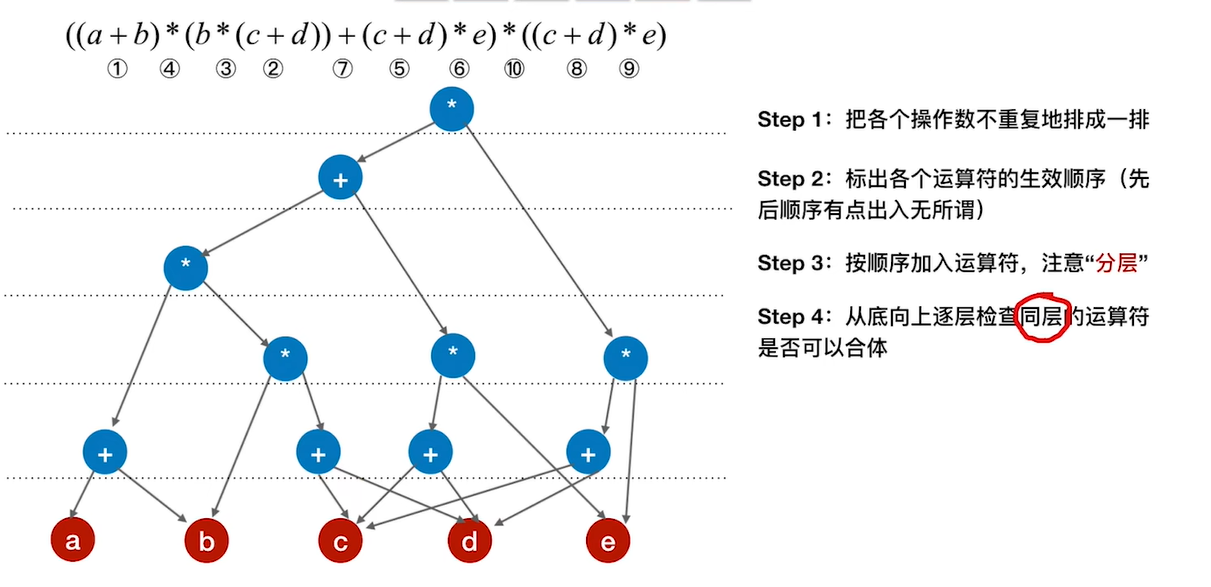 ((a+b)*(b*(c+d))+(c+d)*e)*((c+d)*e)
① ④ ③ ② ⑦ ⑤ ⑥ ⑩ ⑧ ⑨
*
+
*
* * *
+ + + +
a b c d e
Step 1：把各个操作数不重复地排成一排
Step 2：标出各个运算符的生效顺序（先
后顺序有点出入无所谓）
Step 3：按顺序加入运算符，注意“分层”
Step 4：从底向上逐层检查同层的运算符
是否可以合体